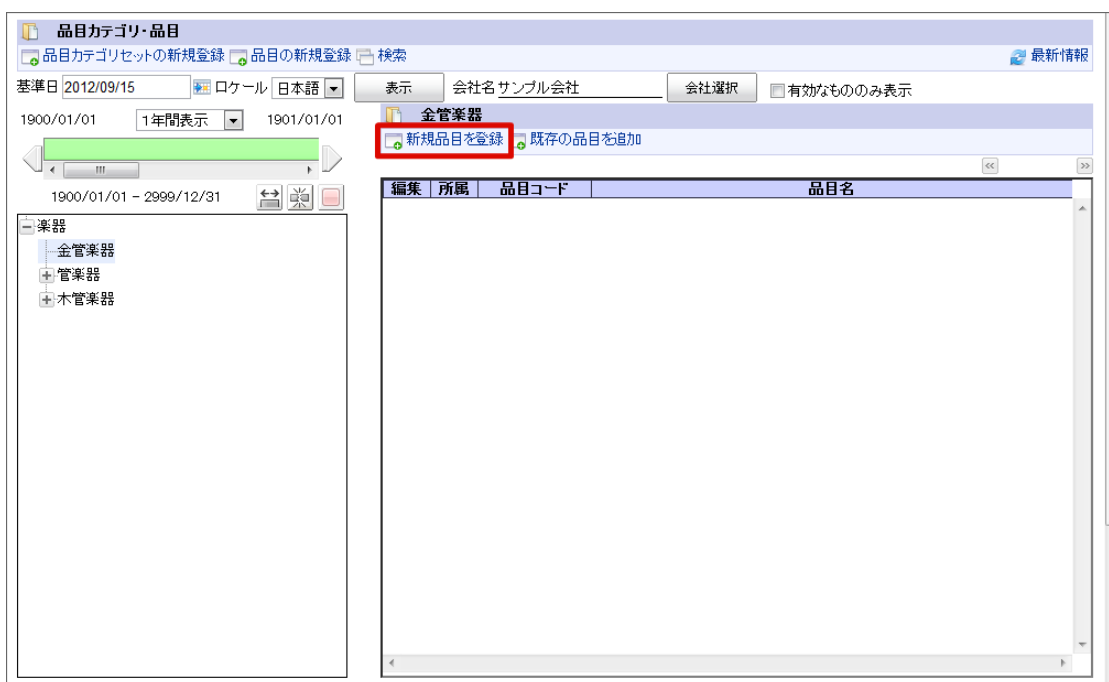 品目カテゴリ・品目
品目カテゴリセットの新規登録 品目の新規登録 検索 最新情報
基準日 2012/09/15 ロケール 日本語 表示 会社名 サンプル会社 会社選択 有効なもののみ表示
1900/01/01 1年間表示 1901/01/01
1900/01/01 - 2999/12/31
楽器
金管楽器
管楽器
木管楽器
金管楽器
新規品目を登録 既存の品目を追加
<< >>
編集 所属 品目コード 品目名